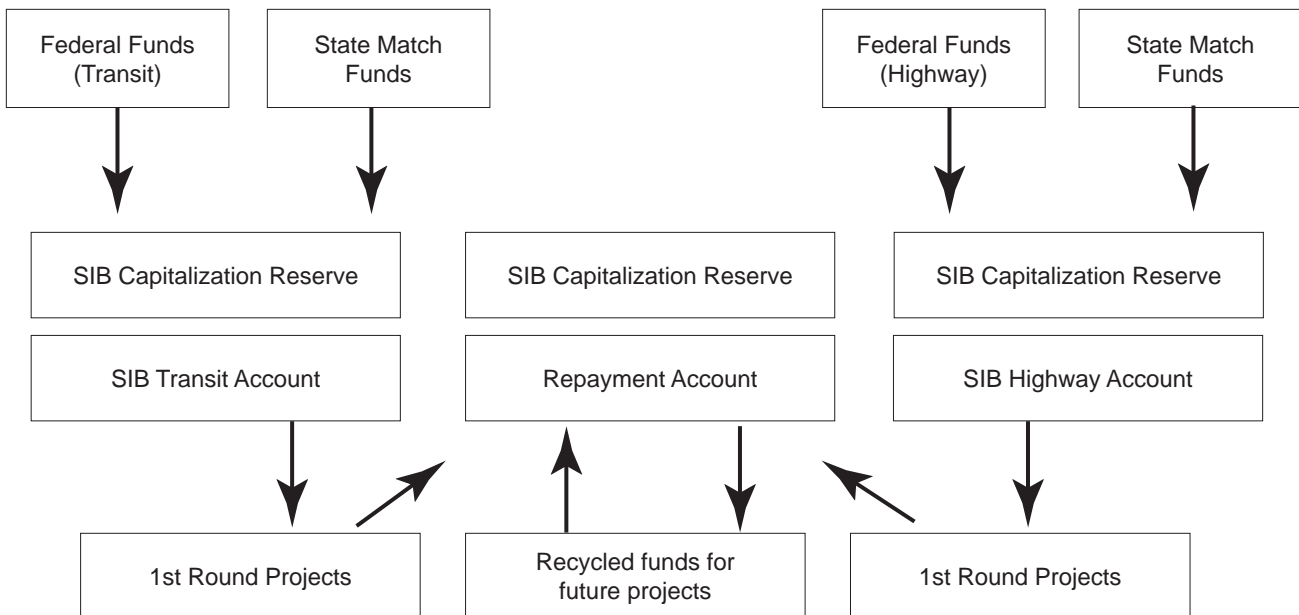 Federal Funds
(Transit)
State Match
Funds
Federal Funds
(Highway)
State Match
Funds
SIB Capitalization Reserve
SIB Capitalization Reserve
SIB Capitalization Reserve
SIB Transit Account
Repayment Account
SIB Highway Account
1st Round Projects
Recycled funds for
future projects
1st Round Projects